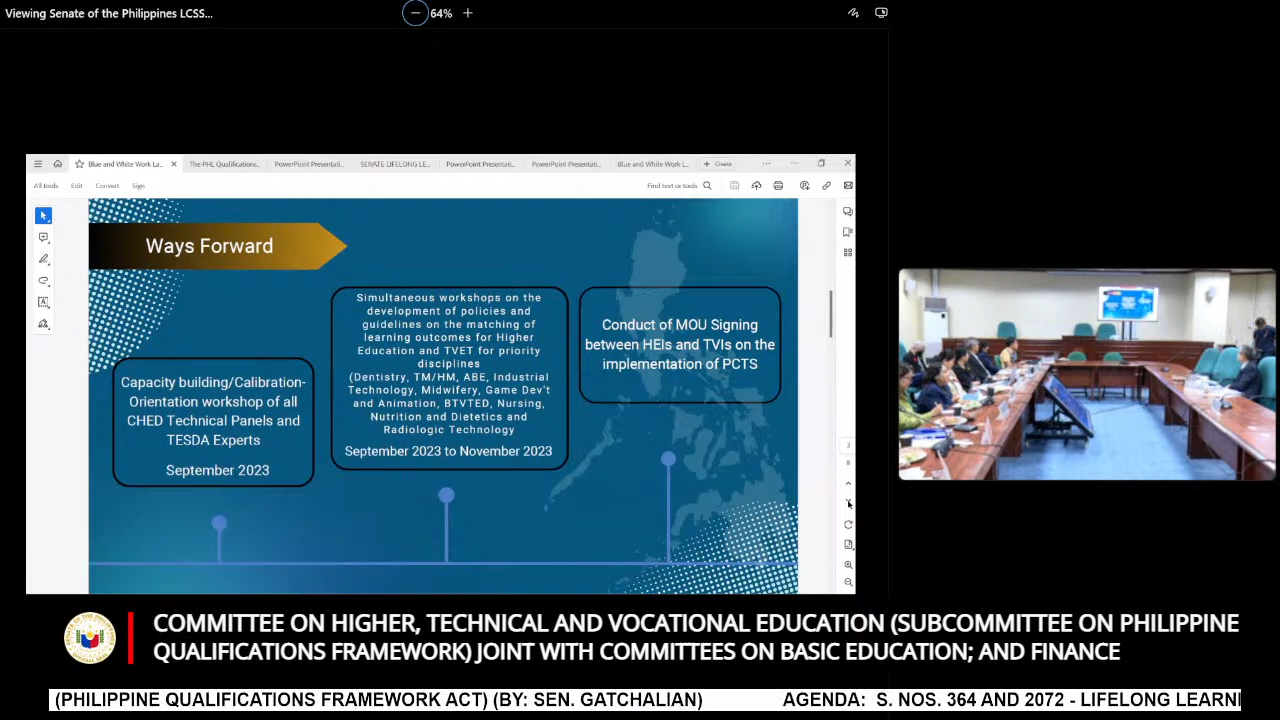 Viewing Senate of the Philippines LCSS...
64%
Blue and White Work La...
The PHL Qualifications...
PowerPoint Presentati...
SENATE LIFELONG LE...
PowerPoint Presentati...
PowerPoint Presentati...
Blue and White Work L...
Create
All tools
Edit
Convert
Sign
Find text or tools
Ways Forward
Capacity building/Calibration-
Orientation workshop of all
CHED Technical Panels and
TESDA Experts
September 2023
Simultaneous workshops on the
development of policies and
guidelines on the matching of
learning outcomes for Higher
Education and TVET for priority
disciplines
(Dentistry, TM/HM, ABE, Industrial
Technology, Midwifery, Game Dev't
and Animation, BTVTED, Nursing,
Nutrition and Dietetics and
Radiologic Technology
September 2023 to November 2023
Conduct of MOU Signing
between HEIs and TVIs on the
implementation of PCTS
3
8
COMMITTEE ON HIGHER, TECHNICAL AND VOCATIONAL EDUCATION (SUBCOMMITTEE ON PHILIPPINE
QUALIFICATIONS FRAMEWORK) JOINT WITH COMMITTEES ON BASIC EDUCATION; AND FINANCE
(PHILIPPINE QUALIFICATIONS FRAMEWORK ACT) (BY: SEN. GATCHALIAN) AGENDA: S. NOS. 364 AND 2072 - LIFELONG LEARNI